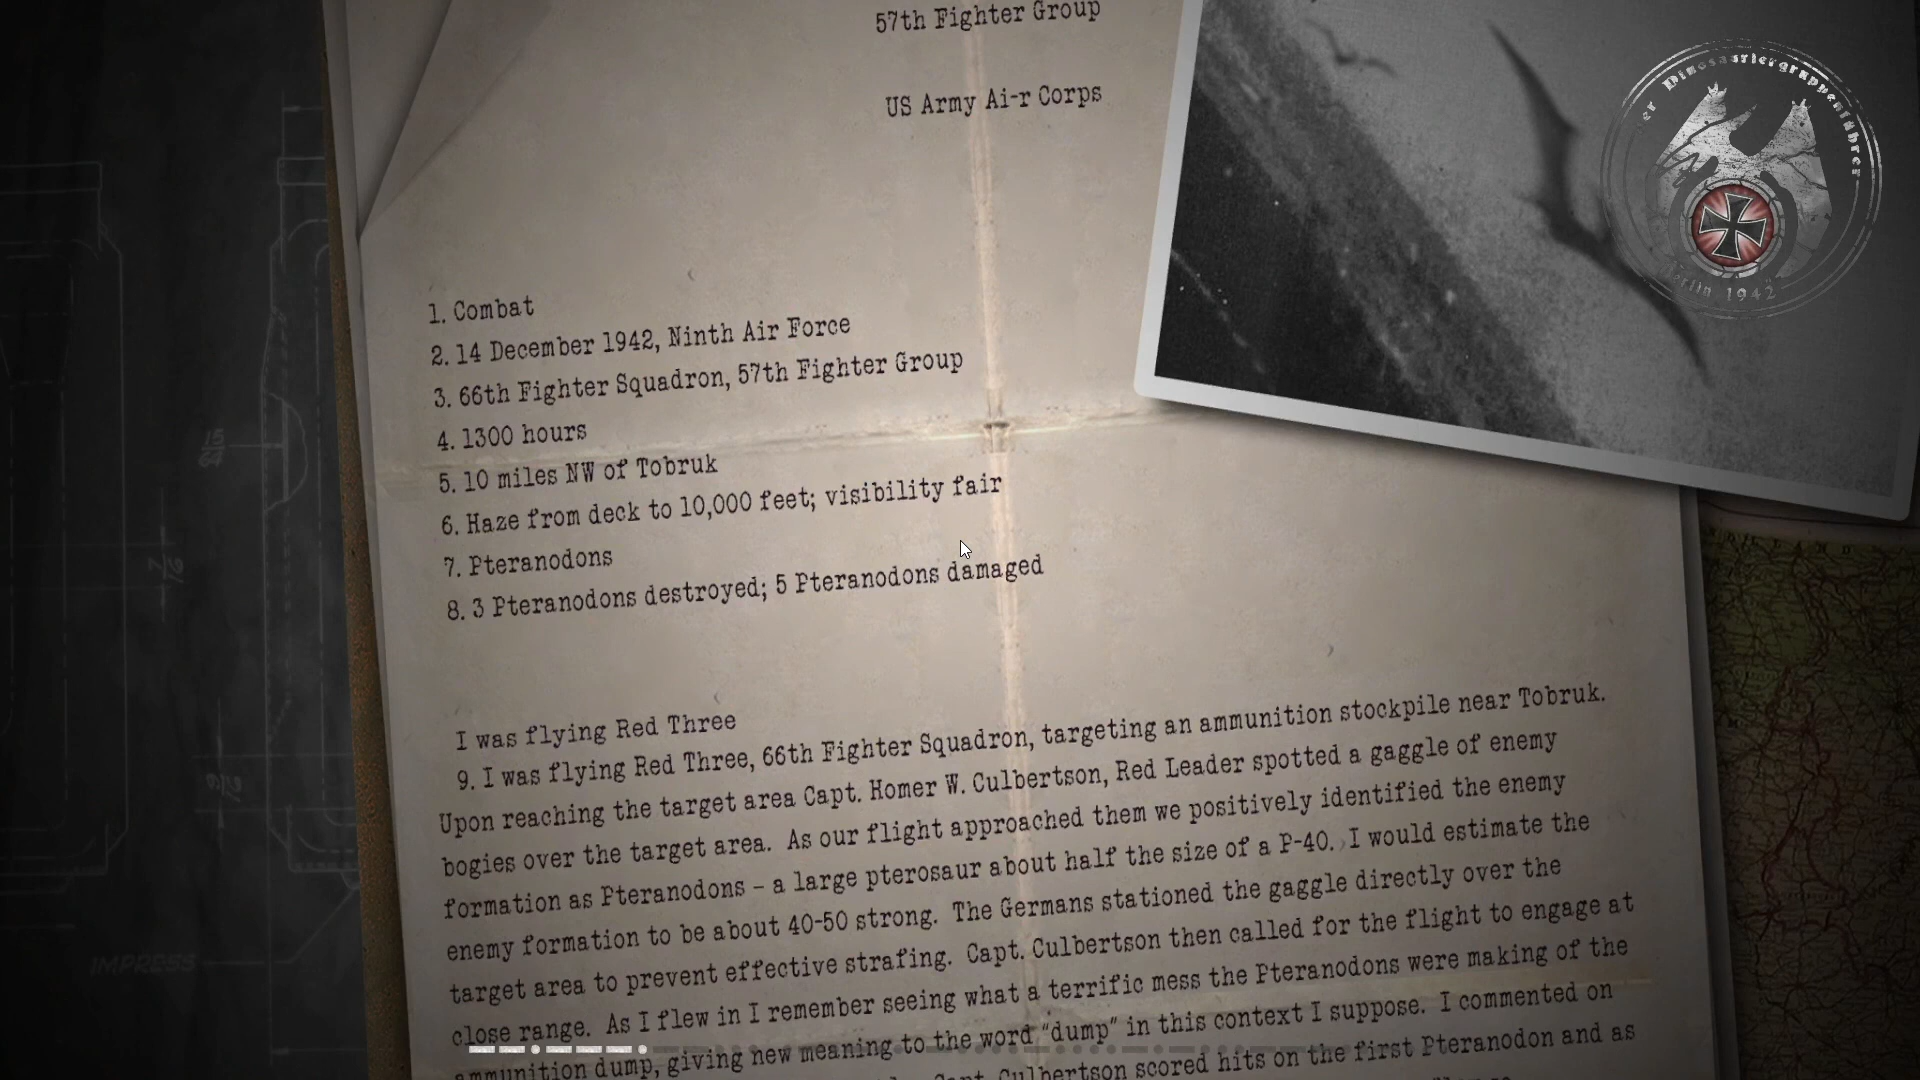 57th Fighter Group
US Army Ai-r Corps
Dinosauriergruppenführer
Berlin 1942
1. Combat
2. 14 December 1942, Ninth Air Force
3. 66th Fighter Squadron, 57th Fighter Group
4. 1300 hours
5. 10 miles NW of Tobruk
6. Haze from deck to 10,000 feet; visibility fair
7. Pteranodons
8. 3 Pteranodons destroyed; 5 Pteranodons damaged
I was flying Red Three
9. I was flying Red Three, 66th Fighter Squadron, targeting an ammunition stockpile near Tobruk.
Upon reaching the target area Capt. Homer W. Culbertson, Red Leader spotted a gaggle of enemy
bogies over the target area. As our flight approached them we positively identified the enemy
formation as Pteranodons – a large pterosaur about half the size of a P-40. I would estimate the
enemy formation to be about 40-50 strong. The Germans stationed the gaggle directly over the
target area to prevent effective strafing. Capt. Culbertson then called for the flight to engage at
close range. As I flew in I remember seeing what a terrific mess the Pteranodons were making of the
ammunition dump, giving new meaning to the word "dump" in this context I suppose. I commented on
Capt. Culbertson scored hits on the first Pteranodon and as
15
64
7
16
IMPRESS